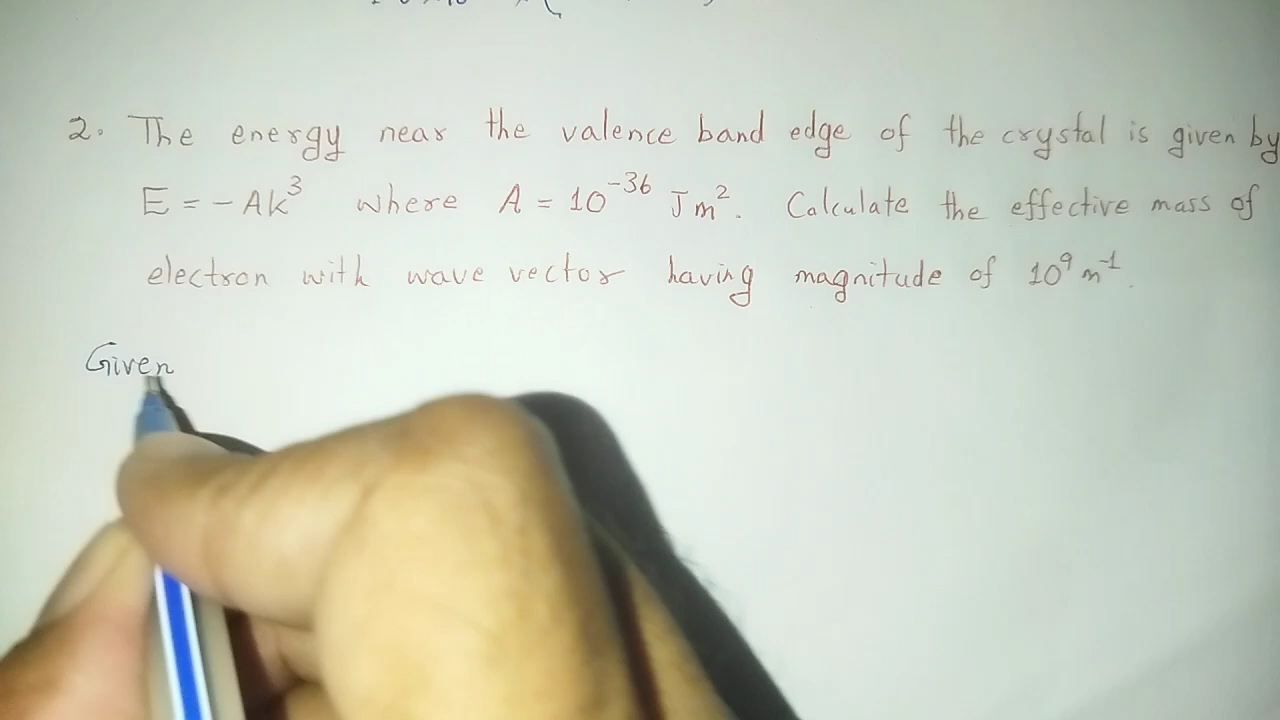 2. The energy near the valence band edge of the crystal is given by
E = -Ak³ where A = 10⁻³⁶ Jm². Calculate the effective mass of
electron with wave vector having magnitude of 10⁹ m⁻¹.
Given